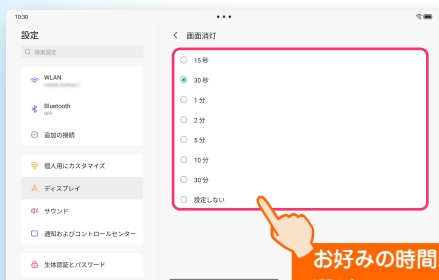 10:30
設定
検索設定
WLAN
Bluetooth
OFF
追加の接続
個人用にカスタマイズ
ディスプレイ
サウンド
通知およびコントロールセンター
生体認証とパスワード
画面消灯
15 秒
30 秒
1 分
2 分
5 分
10 分
30 分
設定しない
お好みの時間